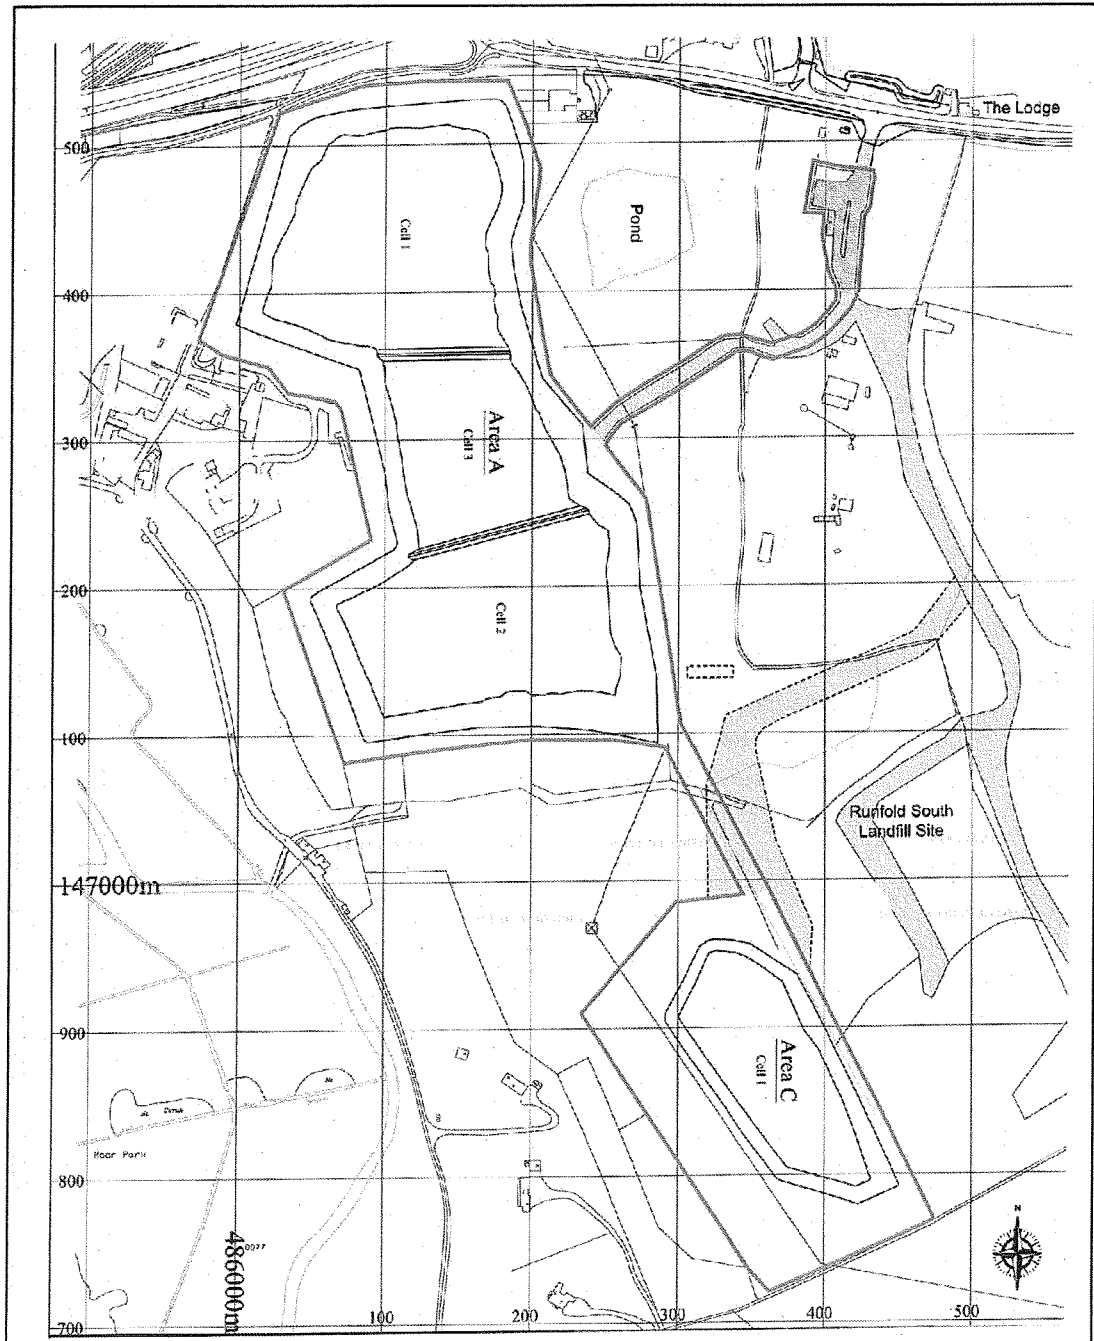 The Lodge
500
Pond
Cell 1
400
Area A
Cell 3
300
200
Cell 2
100
Runfold South
Landfill Site
147000m
900
Area C
Cell 1
800
Moor Park
N
486000m
700
100
200
300
400
500